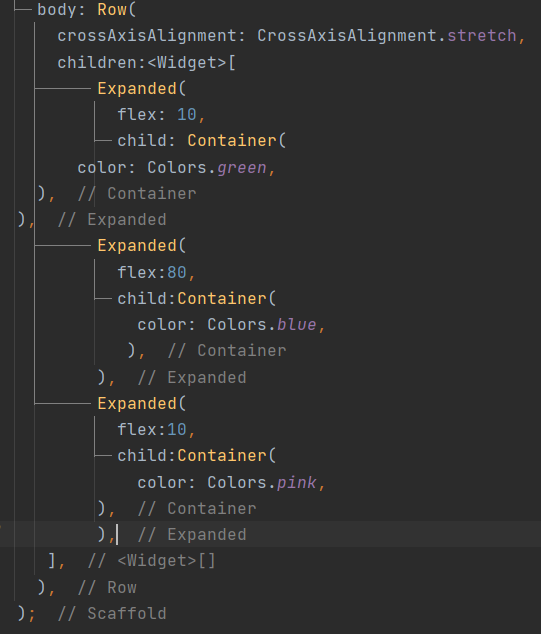 body: Row(
crossAxisAlignment: CrossAxisAlignment.stretch,
children:<Widget>[
Expanded(
flex: 10,
child: Container(
color: Colors.green,
), // Container
), // Expanded
Expanded(
flex:80,
child:Container(
color: Colors.blue,
), // Container
), // Expanded
Expanded(
flex:10,
child:Container(
color: Colors.pink,
), // Container
), // Expanded
], // <Widget>[]
), // Row
); // Scaffold